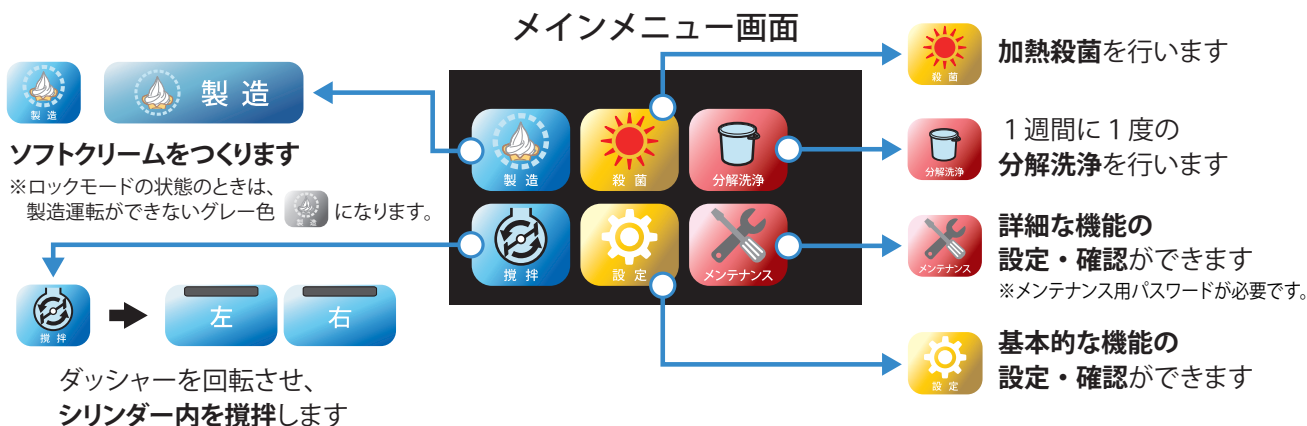 メインメニュー画面
製造
製造
ソフトクリームをつくります
※ロックモードの状態のときは、
製造運転ができないグレー色 製造 になります。
撹拌
左
右
ダッシャーを回転させ、
シリンダー内を撹拌します
製造
殺菌
分解洗浄
撹拌
設定
メンテナンス
殺菌
加熱殺菌を行います
分解洗浄
1週間に1度の
分解洗浄を行います
メンテナンス
詳細な機能の
設定・確認ができます
※メンテナンス用パスワードが必要です。
設定
基本的な機能の
設定・確認ができます